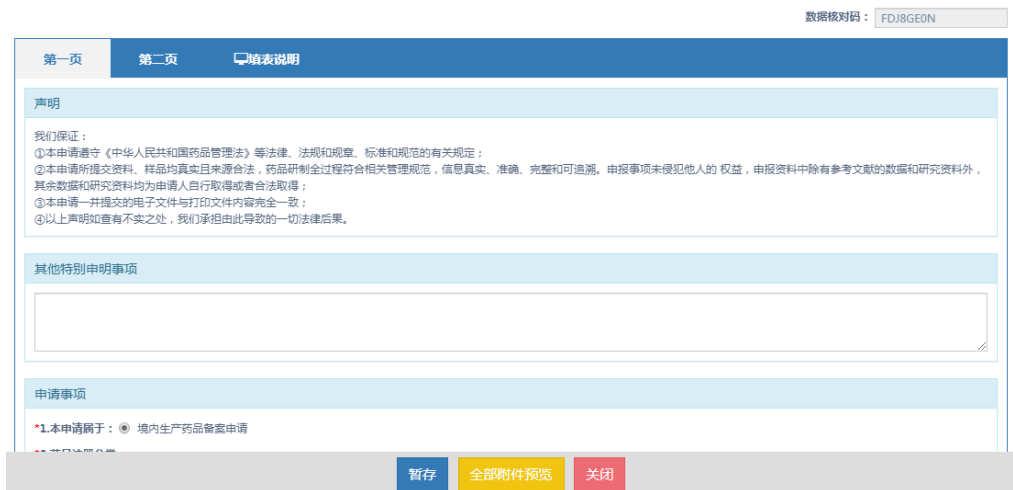 数据核对码： FDJ8GE0N
第一页 第二页 填表说明
声明
我们保证：
①本申请遵守《中华人民共和国药品管理法》等法律、法规和规章、标准和规范的有关规定；
②本申请所提交资料、样品均真实且来源合法，药品研制全过程符合相关管理规范，信息真实、准确、完整和可追溯。申报事项未侵犯他人的 权益，申报资料中除有参考文献的数据和研究资料外，
其余数据和研究资料均为申请人自行取得或者合法取得；
③本申请一并提交的电子文件与打印文件内容完全一致；
④以上声明如查有不实之处，我们承担由此导致的一切法律后果。
其他特别申明事项
申请事项
*1.本申请属于： 境内生产药品备案申请
暂存 全部附件预览 关闭